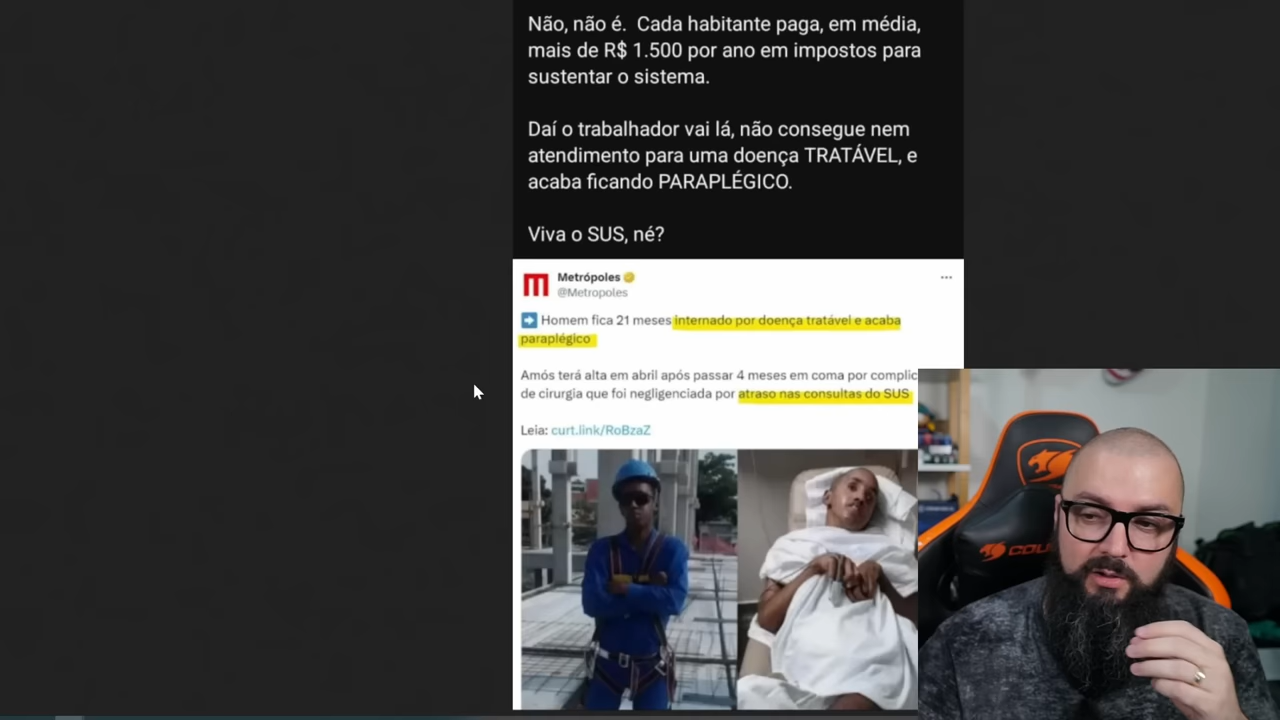 Não, não é. Cada habitante paga, em média,
mais de R$ 1.500 por ano em impostos para
sustentar o sistema.
Daí o trabalhador vai lá, não consegue nem
atendimento para uma doença TRATÁVEL, e
acaba ficando PARAPLÉGICO.
Viva o SUS, né?
Metrópoles
@Metropoles
Homem fica 21 meses internado por doença tratável e acaba
paraplégico
Amós terá alta em abril após passar 4 meses em coma por complic
de cirurgia que foi negligenciada por atraso nas consultas do SUS
Leia: curt.link/RoBzaZ
COU